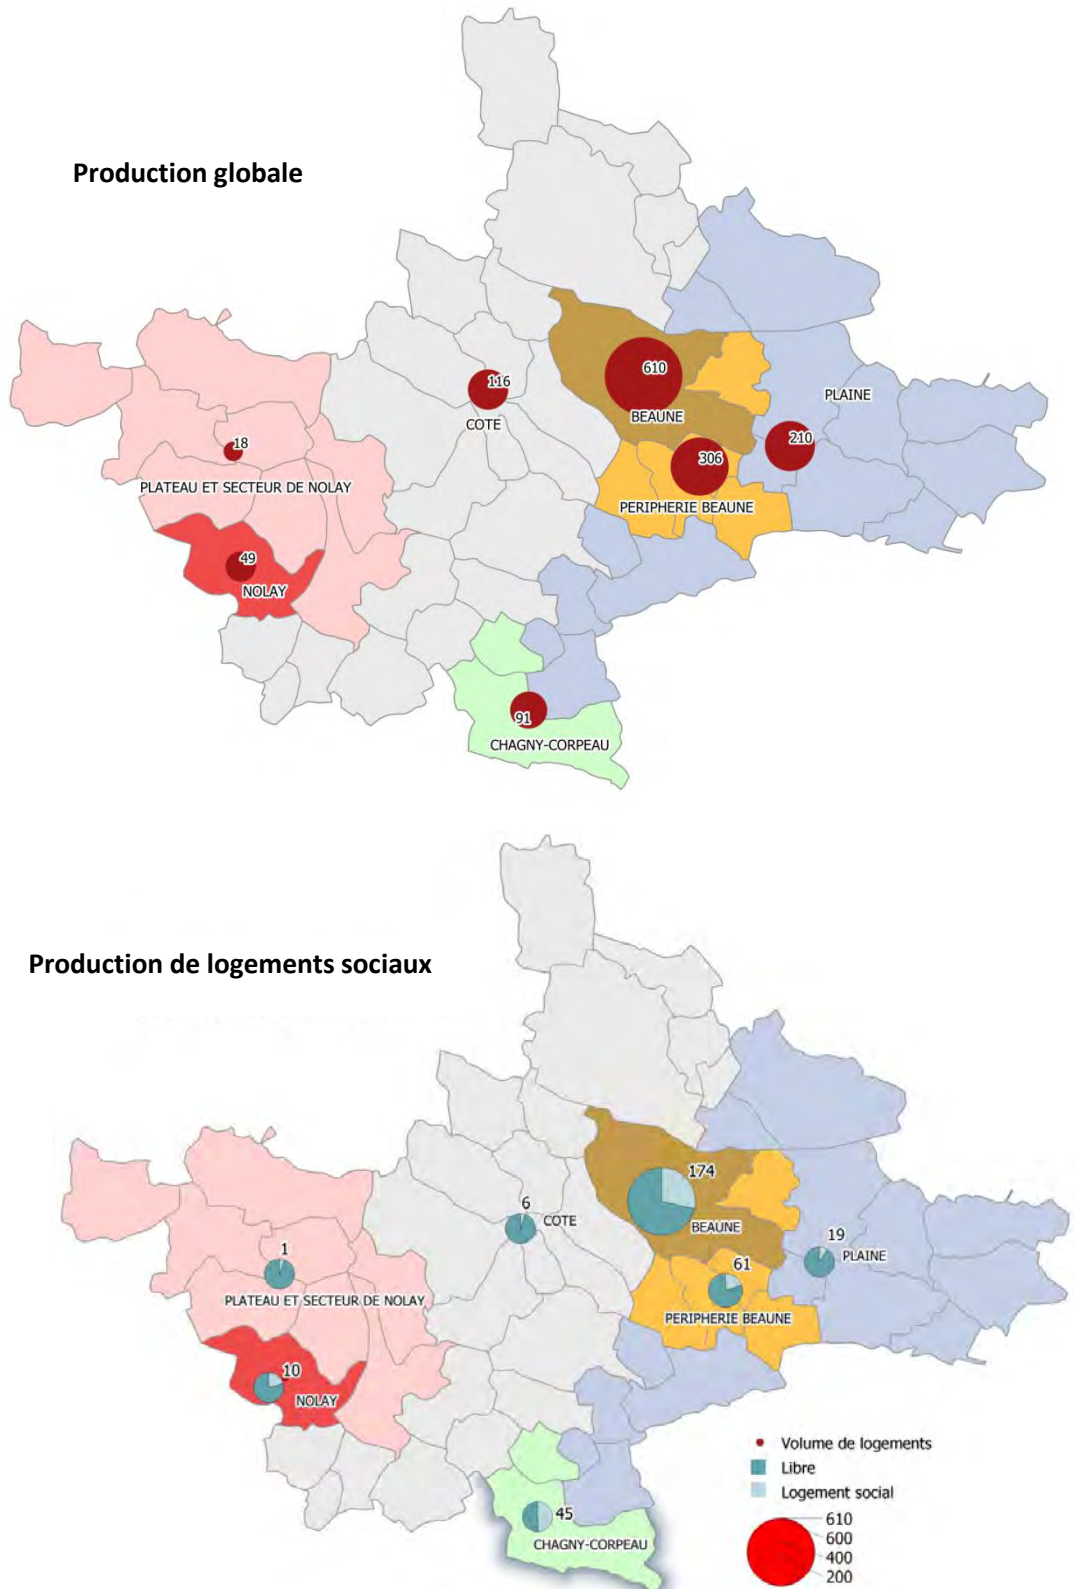 Production globale
116
COTE
610
BEAUNE
PLAINE
210
306
PERIPHERIE BEAUNE
18
PLATEAU ET SECTEUR DE NOLAY
49
NOLAY
91
CHAGNY-CORPEAU
Production de logements sociaux
174
BEAUNE
6
COTE
19
PLAINE
1
PLATEAU ET SECTEUR DE NOLAY
61
PERIPHERIE BEAUNE
10
NOLAY
45
CHAGNY-CORPEAU
Volume de logements
Libre
Logement social
610
600
400
200